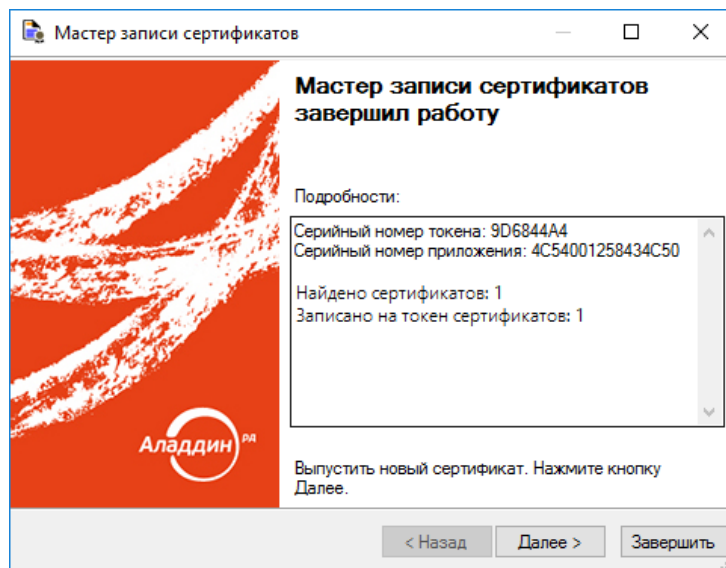 Мастер записи сертификатов
Мастер записи сертификатов
завершил работу
Подробности:
Серийный номер токена: 9D6844A4
Серийный номер приложения: 4C54001258434C50
Найдено сертификатов: 1
Записано на токен сертификатов: 1
Аладдин РД
Выпустить новый сертификат. Нажмите кнопку
Далее.
< Назад
Далее >
Завершить